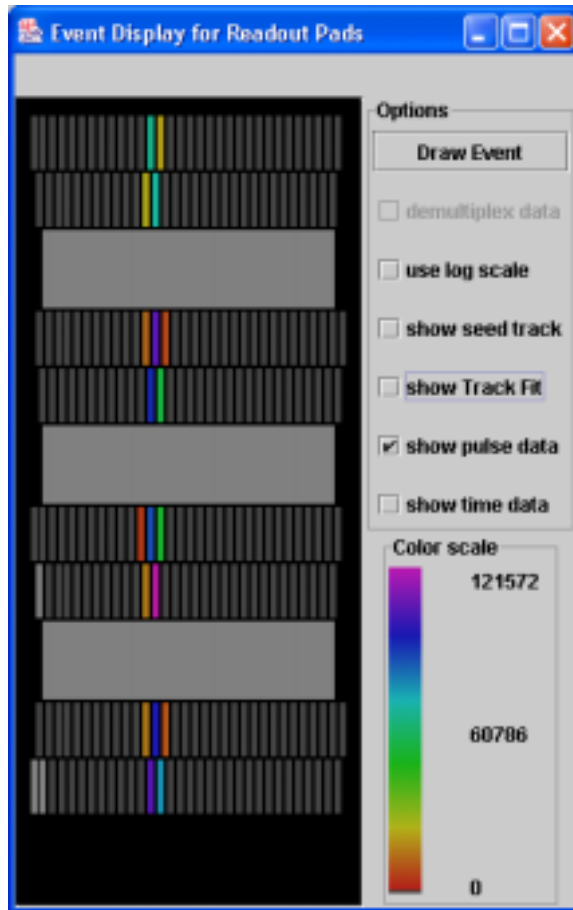 Event Display for Readout Pads
Options
Draw Event
demultiplex data
use log scale
show seed track
show Track Fit
show pulse data
show time data
Color scale
121572
60786
0